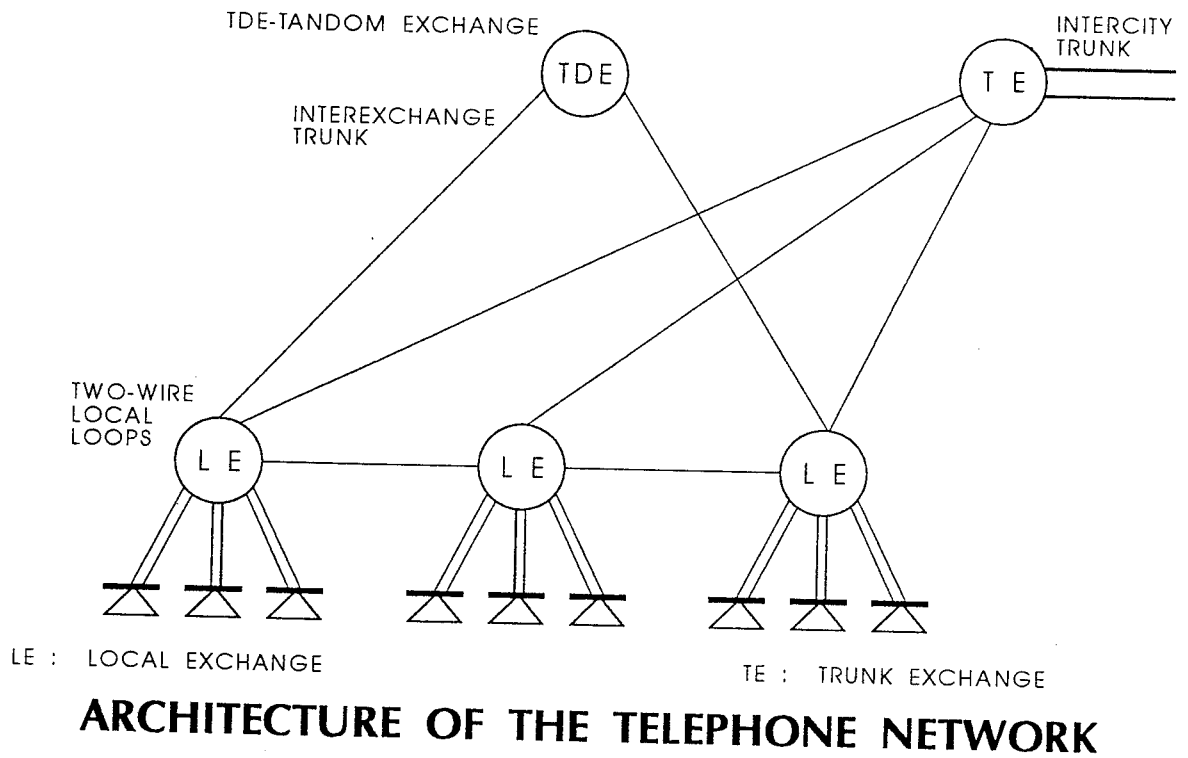 TDE-TANDOM EXCHANGE
TDE
INTERCITY
TRUNK
T E
INTEREXCHANGE
TRUNK
TWO-WIRE
LOCAL
LOOPS
L E
L E
L E
LE : LOCAL EXCHANGE
TE : TRUNK EXCHANGE
ARCHITECTURE OF THE TELEPHONE NETWORK